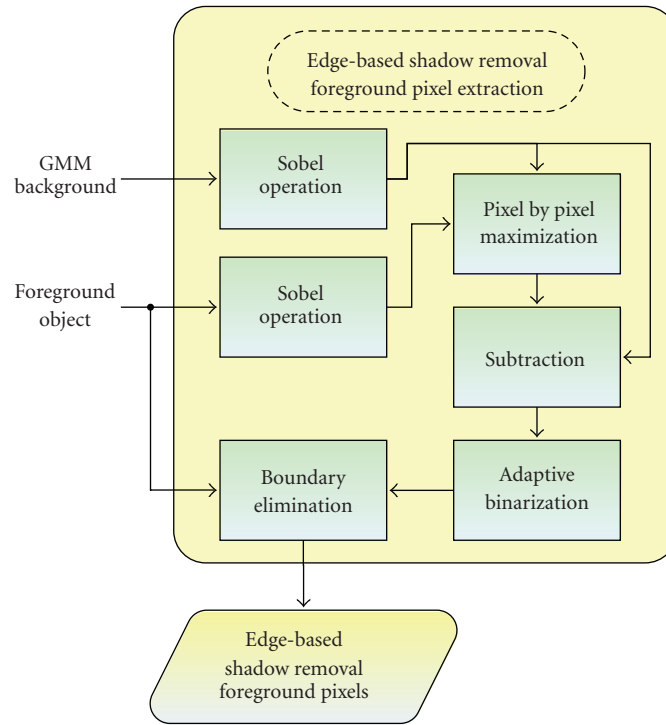 Edge-based shadow removal
foreground pixel extraction
GMM
background
Sobel
operation
Pixel by pixel
maximization
Foreground
object
Sobel
operation
Subtraction
Boundary
elimination
Adaptive
binarization
Edge-based
shadow removal
foreground pixels